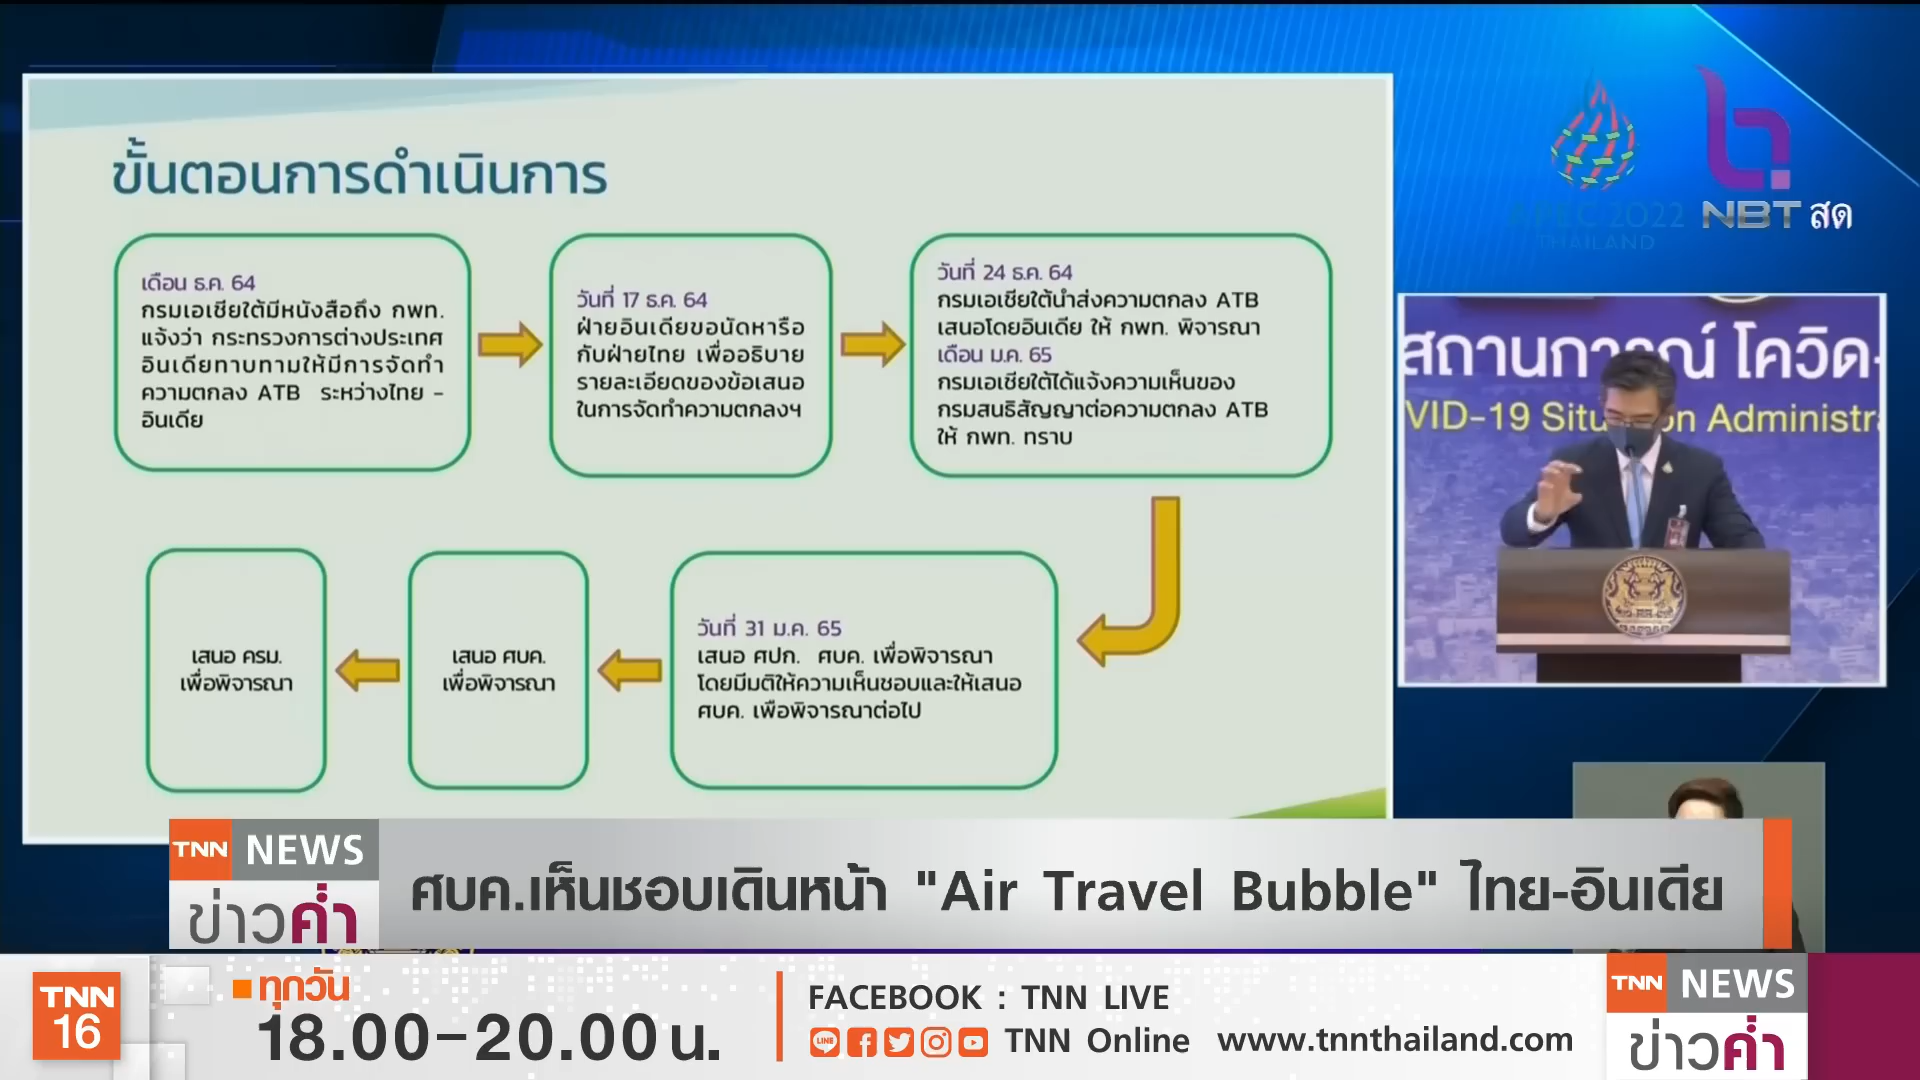 ขั้นตอนการดำเนินการ
เดือน ธ.ค. 64
กรมเอเชียใต้มีหนังสือถึง กพท.
แจ้งว่า กระทรวงการต่างประเทศ
อินเดียทาบทามให้มีการจัดทำ
ความตกลง ATB ระหว่างไทย –
อินเดีย
วันที่ 17 ธ.ค. 64
ฝ่ายอินเดียขอนัดหารือ
กับฝ่ายไทย เพื่ออธิบาย
รายละเอียดของข้อเสนอ
ในการจัดทำความตกลงฯ
วันที่ 24 ธ.ค. 64
กรมเอเชียใต้นำส่งความตกลง ATB
เสนอโดยอินเดีย ให้ กพท. พิจารณา
เดือน ม.ค. 65
กรมเอเชียใต้ได้แจ้งความเห็นของ
กรมสนธิสัญญาต่อความตกลง ATB
ให้ กพท. ทราบ
วันที่ 31 ม.ค. 65
เสนอ ศปก. ศบค. เพื่อพิจารณา
โดยมีมติให้ความเห็นชอบและให้เสนอ
ศบค. เพือพิจารณาต่อไป
เสนอ ศบค.
เพื่อพิจารณา
เสนอ ครม.
เพื่อพิจารณา
APEC 2022
THAILAND
NBT สด
สถานการณ์ โควิด-
VID-19 Situ on Administra
TNN NEWS
ข่าวค่ำ
ศบค.เห็นชอบเดินหน้า "Air Travel Bubble" ไทย-อินเดีย
TNN
16
ทุกวัน
18.00-20.00 น.
FACEBOOK : TNN LIVE
LINE TNN Online www.tnnthailand.com
TNN NEWS
ข่าวค่ำ